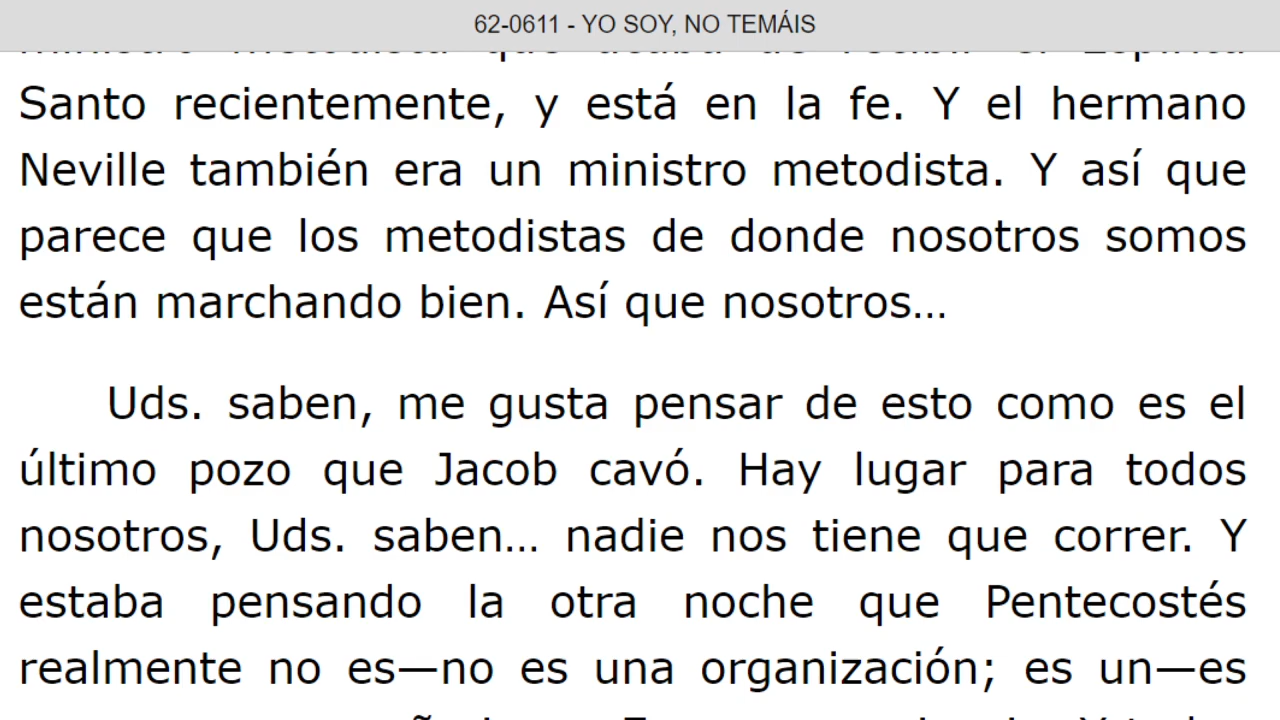 62-0611 - YO SOY, NO TEMÁIS
Santo recientemente, y está en la fe. Y el hermano
Neville también era un ministro metodista. Y así que
parece que los metodistas de donde nosotros somos
están marchando bien. Así que nosotros…
Uds. saben, me gusta pensar de esto como es el
último pozo que Jacob cavó. Hay lugar para todos
nosotros, Uds. saben… nadie nos tiene que correr. Y
estaba pensando la otra noche que Pentecostés
realmente no es—no es una organización; es un—es